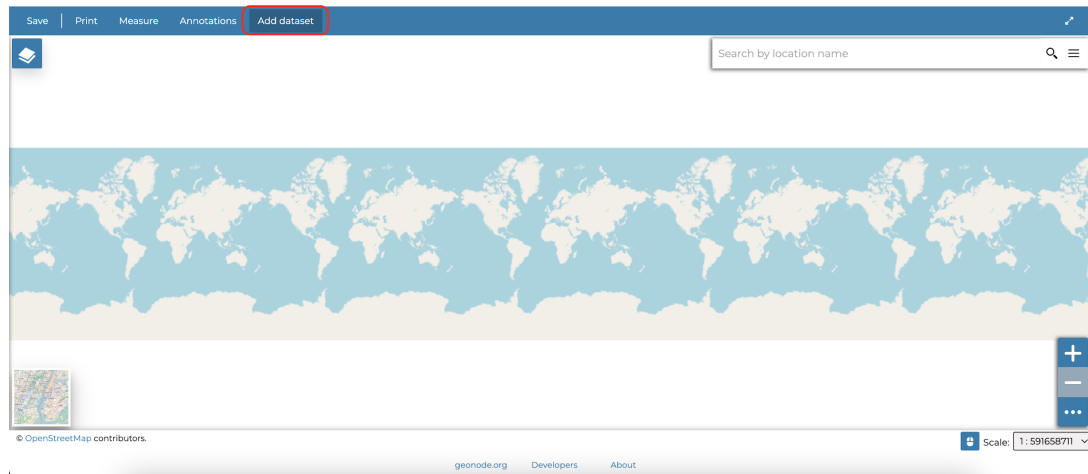 Save Print Measure Annotations Add dataset
Search by location name
© OpenStreetMap contributors.
Scale: 1 : 591658711
geonode.org Developers About